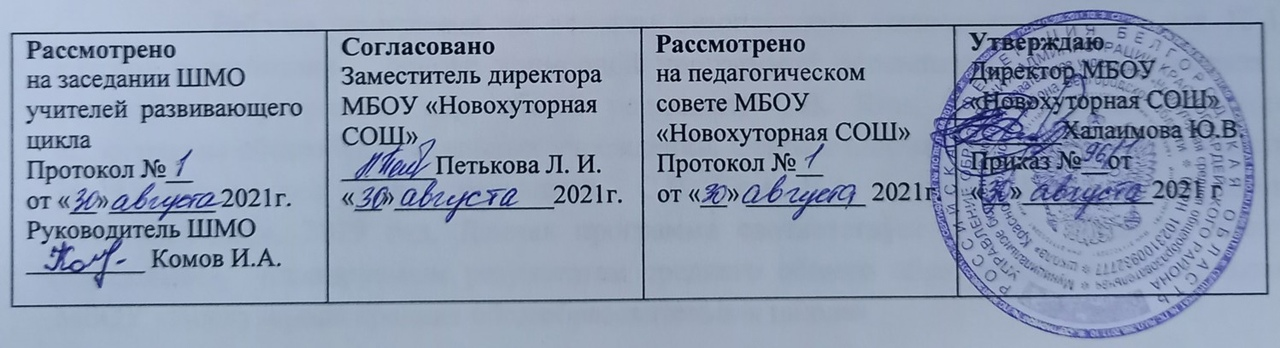 Рассмотрено
на заседании ШМО
учителей развивающего
цикла
Протокол № 1
от «30» августа 2021г.
Руководитель ШМО
Комов И.А.
Согласовано
Заместитель директора
МБОУ «Новохуторная
СОШ»
Петькова Л. И.
«30» августа 2021г.
Рассмотрено
на педагогическом
совете МБОУ
«Новохуторная СОШ»
Протокол № 1
от «30» августа 2021г
Утверждаю
Директор МБОУ
«Новохуторная СОШ»
Халаимова Ю.В.
Приказ № от
«30» августа 2021 г